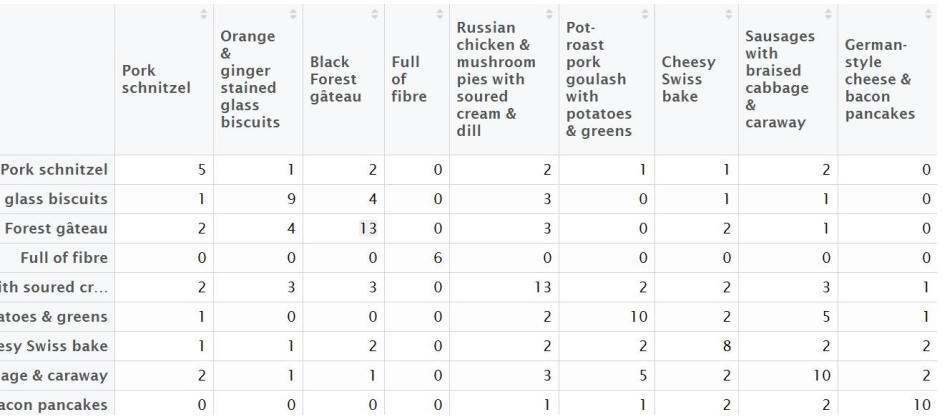 Pork schnitzel
Orange & ginger stained glass biscuits
Black Forest gâteau
Full of fibre
Russian chicken & mushroom pies with soured cream & dill
Pot-roast pork goulash with potatoes & greens
Cheesy Swiss bake
Sausages with braised cabbage & caraway
German-style cheese & bacon pancakes
Pork schnitzel 5 1 2 0 2 1 1 2 0
glass biscuits 1 9 4 0 3 0 1 1 0
Forest gâteau 2 4 13 0 3 0 2 1 0
Full of fibre 0 0 0 6 0 0 0 0 0
ith soured cr... 2 3 3 0 13 2 2 3 1
atoes & greens 1 0 0 0 2 10 2 5 1
esy Swiss bake 1 1 2 0 2 2 8 2 2
age & caraway 2 1 1 0 3 5 2 10 2
acon pancakes 0 0 0 0 1 1 2 2 10